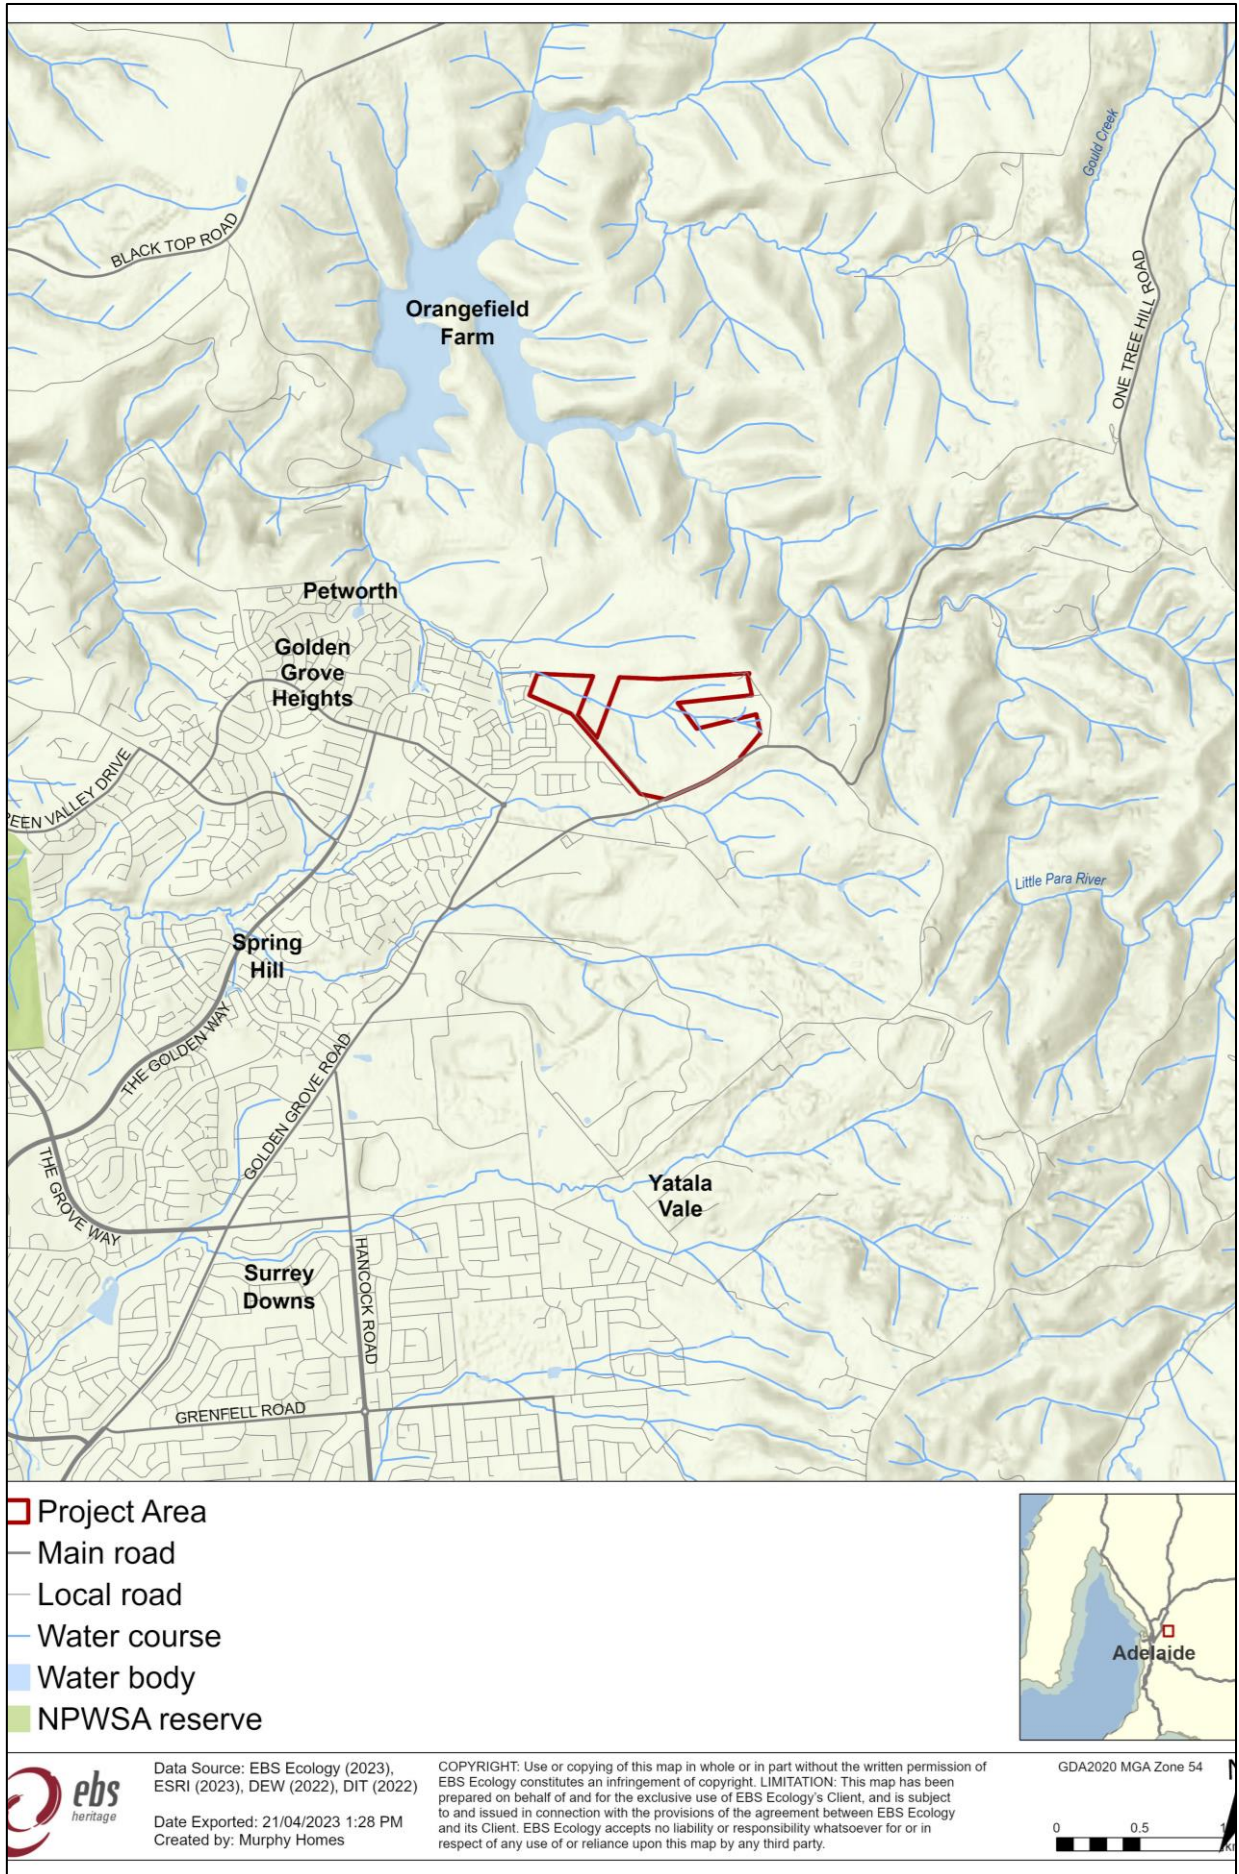 Gould Creek
BLACK TOP ROAD
ONE TREE HILL ROAD
Orangefield
Farm
Petworth
Golden
Grove
Heights
EEN VALLEY DRIVE
Little Para River
Spring
Hill
THE GOLDEN WAY
GOLDEN GROVE ROAD
THE GROVE WAY
Yatala
Vale
HANCOCK ROAD
Surrey
Downs
GRENFELL ROAD
Project Area
Main road
Local road
Water course
Water body
NPWSA reserve
Adelaide
ebs
heritage
Data Source: EBS Ecology (2023),
ESRI (2023), DEW (2022), DIT (2022)
Date Exported: 21/04/2023 1:28 PM
Created by: Murphy Homes
COPYRIGHT: Use or copying of this map in whole or in part without the written permission of
EBS Ecology constitutes an infringement of copyright. LIMITATION: This map has been
prepared on behalf of and for the exclusive use of EBS Ecology's Client, and is subject
to and issued in connection with the provisions of the agreement between EBS Ecology
and its Client. EBS Ecology accepts no liability or responsibility whatsoever for or in
respect of any use of or reliance upon this map by any third party.
GDA2020 MGA Zone 54
0 0.5 1